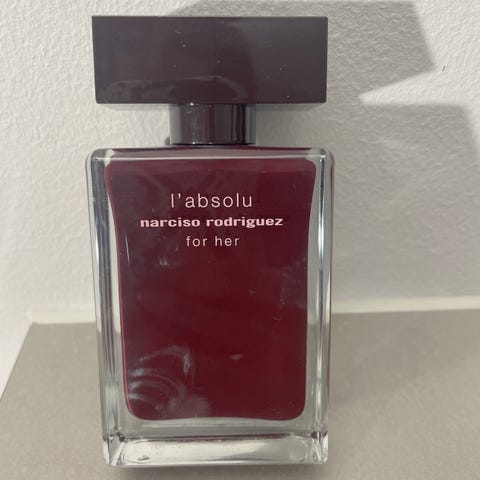 l'absolu
narciso rodriguez
for her